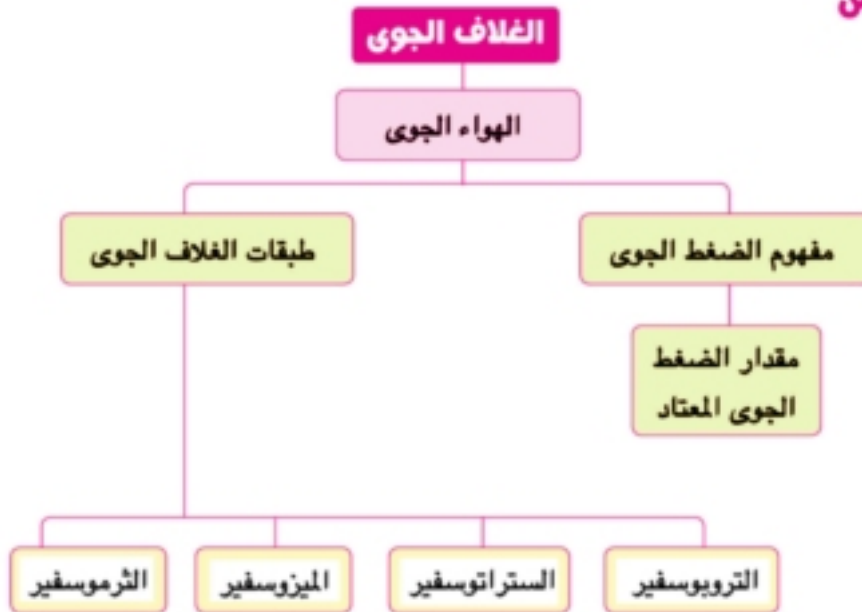 الغلاف الجوى
الهواء الجوى
مفهوم الضغط الجوى
طبقات الغلاف الجوى
مقدار الضغط
الجوى المعتاد
التروبوسفير
الستراتوسفير
الميزوسفير
الثرموسفير